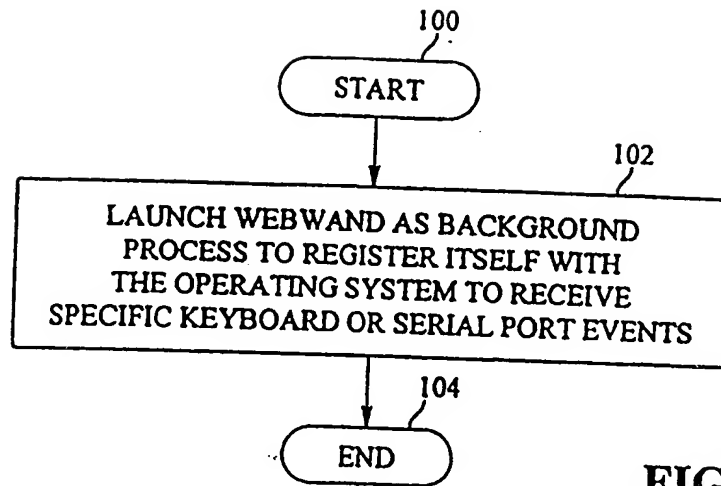 100
START
102
LAUNCH WEBWAND AS BACKGROUND
PROCESS TO REGISTER ITSELF WITH
THE OPERATING SYSTEM TO RECEIVE
SPECIFIC KEYBOARD OR SERIAL PORT EVENTS
104
END
FIG